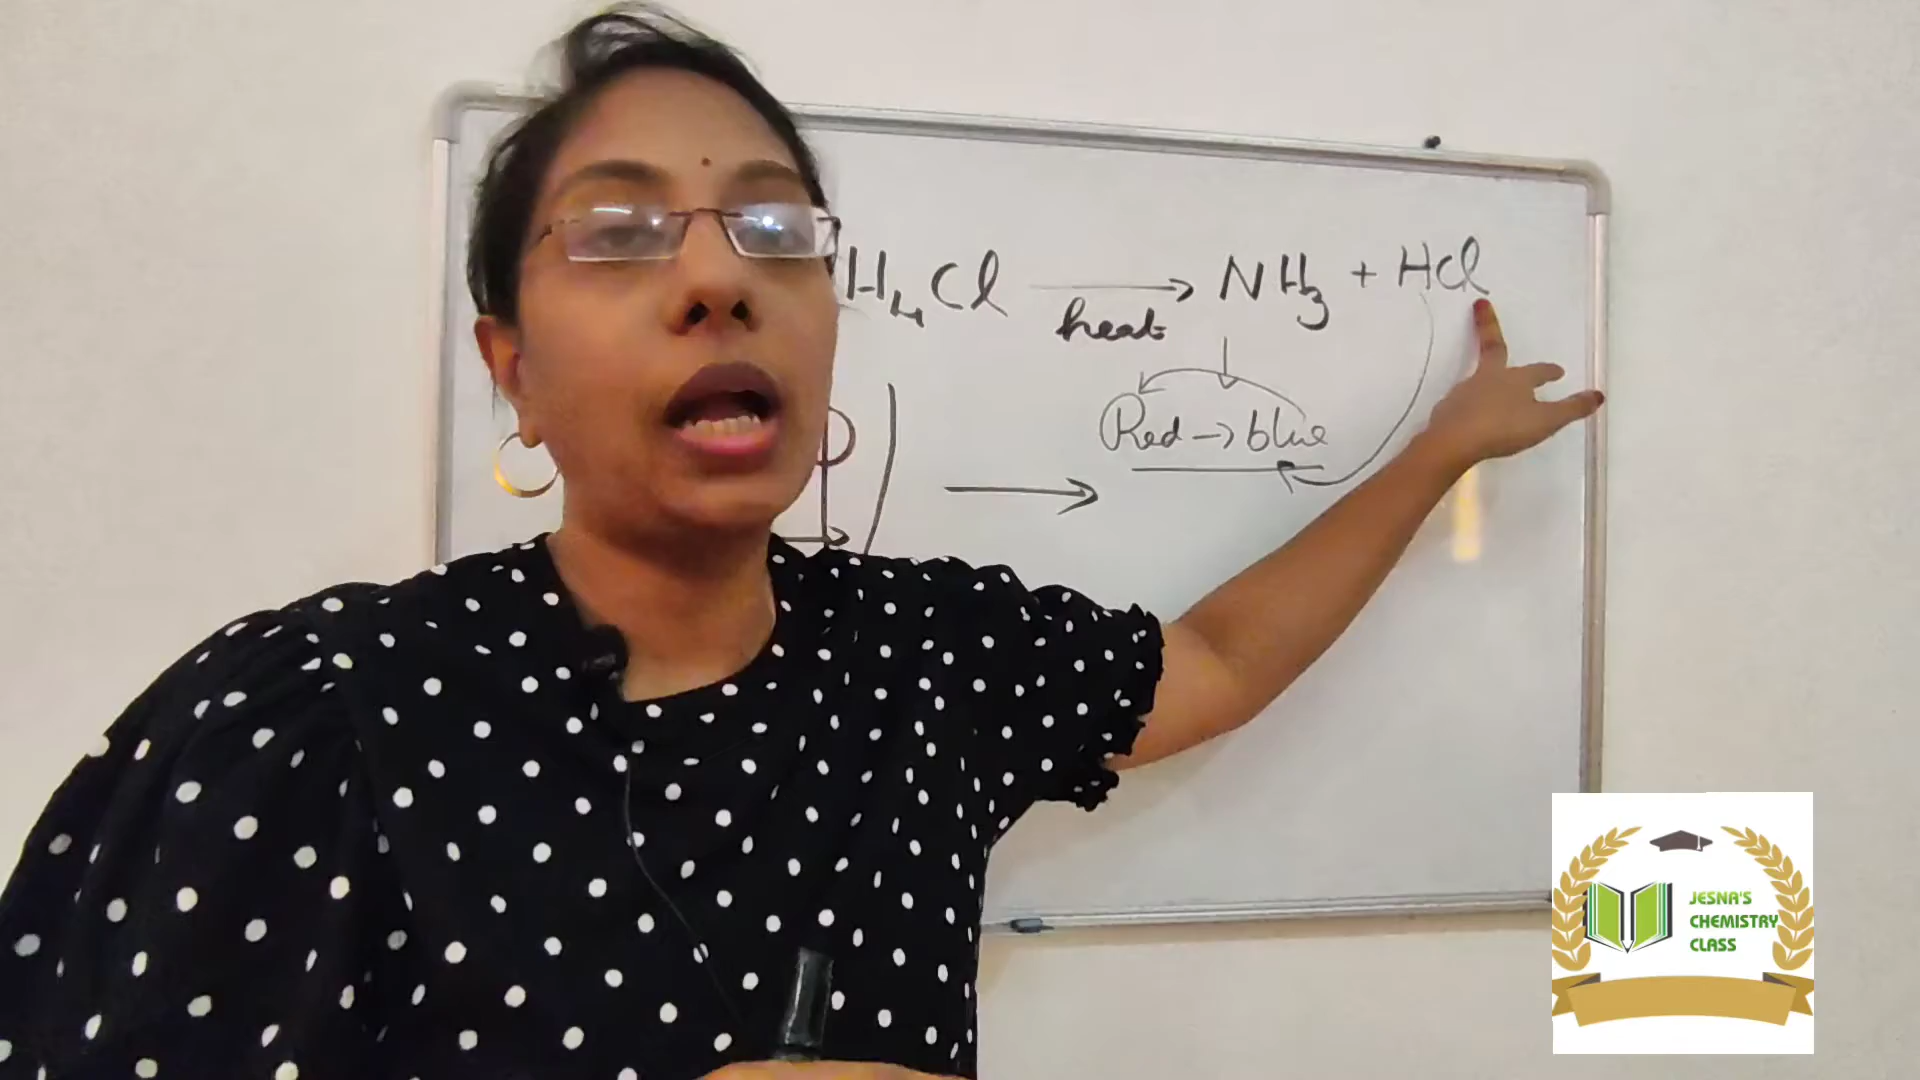 H₄Cl → NH₃ + HCl
heat
Red → blue
JESNA'S
CHEMISTRY
CLASS